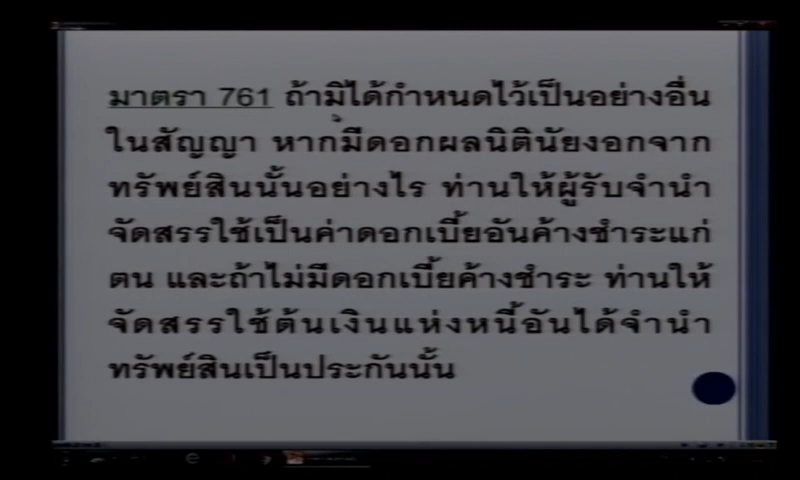 มาตรา 761 ถ้ามิได้กำหนดไว้เป็นอย่างอื่น
ในสัญญา หากมีดอกผลนิตินัยงอกจาก
ทรัพย์สินนั้นอย่างไร ท่านให้ผู้รับจำนำ
จัดสรรใช้เป็นค่าดอกเบี้ยอันค้างชำระแก่
ตน และถ้าไม่มีดอกเบี้ยค้างชำระ ท่านให้
จัดสรรใช้ต้นเงินแห่งหนี้อันได้จำนำ
ทรัพย์สินเป็นประกันนั้น